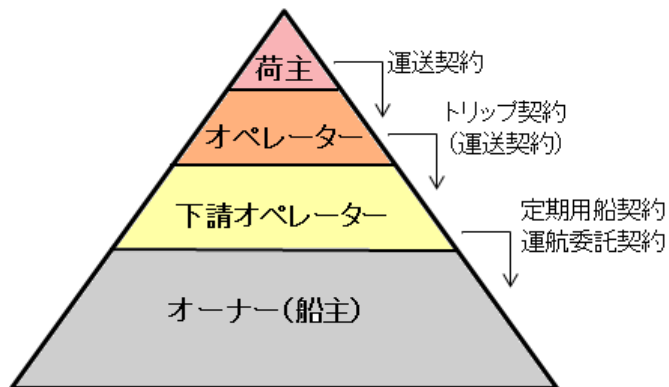 荷主
運送契約
オペレーター
トリップ契約
(運送契約)
下請オペレーター
定期用船契約
運航委託契約
オーナー(船主)